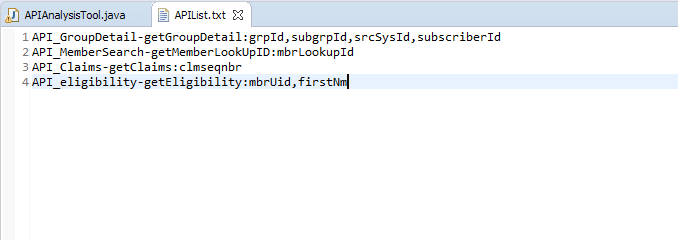 APIAnalysisTool.java APIList.txt
1 API_GroupDetail-getGroupDetail:grpId,subgrpId,srcSysId,subscriberId
2 API_MemberSearch-getMemberLookUpID:mbrLookupId
3 API_Claims-getClaims:clmseqnbr
4 API_eligibility-getEligibility:mbrUid,firstNm